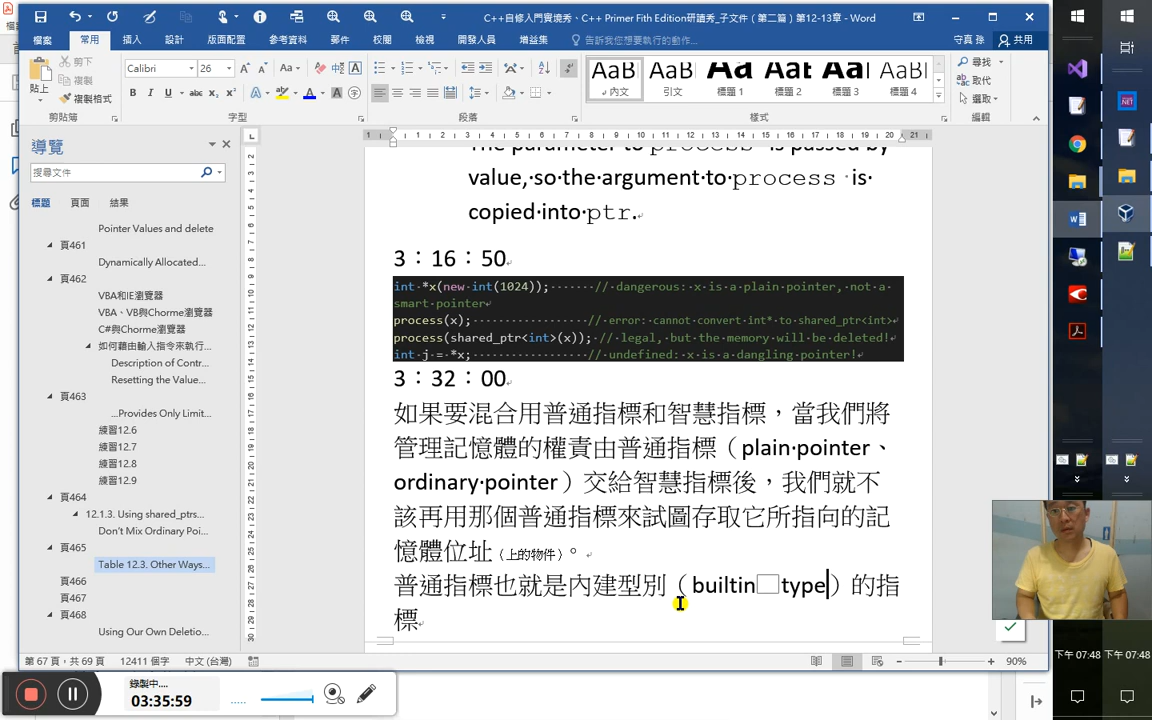 C++自修入門實境秀、C++ Primer Fith Edition研讀秀_子文件（第二篇）第12-13章 - Word
檔案 常用 插入 設計 版面配置 參考資料 郵件 校閱 檢視 開發人員 增益集 告訴我您想要執行的動作... 守真 孫 共用
貼上
剪下
複製
複製格式
Calibri 26
AaB AaB Aa Aat Aal AaBl
內文 引文 標題 1 標題 2 標題 3 標題 4
尋找
取代
選取
剪貼簿 字型 段落 樣式 編輯
導覽
搜尋文件
標題 頁面 結果
Pointer Values and delete
頁461
Dynamically Allocated...
頁462
VBA和IE瀏覽器
VBA、VB與Chorme瀏覽器
C#與Chorme瀏覽器
如何藉由輸入指令來執行...
Description of Contr...
Resetting the Value...
頁463
...Provides Only Limit...
練習12.6
練習12.7
練習12.8
練習12.9
頁464
12.1.3. Using shared_ptrs...
Don't Mix Ordinary Poi...
頁465
Table 12.3. Other Ways...
頁466
頁467
頁468
Using Our Own Deletio...
The parameter to process is passed by
value, so the argument to process is
copied into ptr.
3：16：50
int *x(new int(1024)); // dangerous: x is a plain pointer, not a
smart pointer
process(x); // error: cannot convert int* to shared_ptr<int>
process(shared_ptr<int>(x)); // legal, but the memory will be deleted!
int j = *x; // undefined: x is a dangling pointer!
3：32：00
如果要混合用普通指標和智慧指標，當我們將
管理記憶體的權責由普通指標（plain pointer、
ordinary pointer）交給智慧指標後，我們就不
該再用那個普通指標來試圖存取它所指向的記
憶體位址（上的物件）。
普通指標也就是內建型別（builtin type）的指
標
第 67 頁，共 69 頁 12411 個字 中文 (台灣) 90%
錄製中...
03:35:59
下午 07:48 下午 07:48